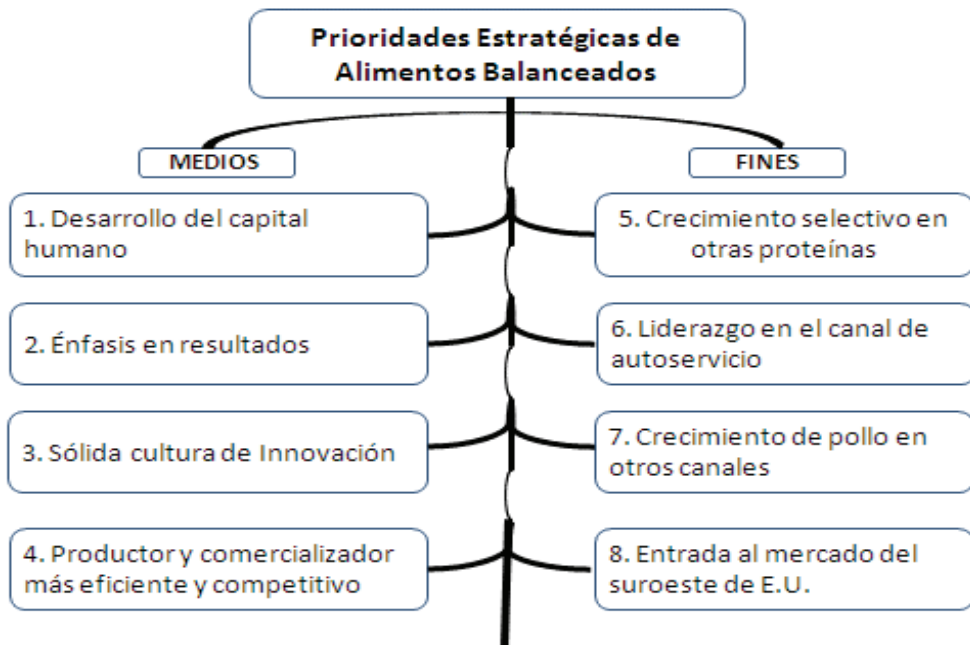 Prioridades Estratégicas de
Alimentos Balanceados
MEDIOS
FINES
1. Desarrollo del capital
humano
2. Énfasis en resultados
3. Sólida cultura de Innovación
4. Productor y comercializador
más eficiente y competitivo
5. Crecimiento selectivo en
otras proteínas
6. Liderazgo en el canal de
autoservicio
7. Crecimiento de pollo en
otros canales
8. Entrada al mercado del
suroeste de E.U.